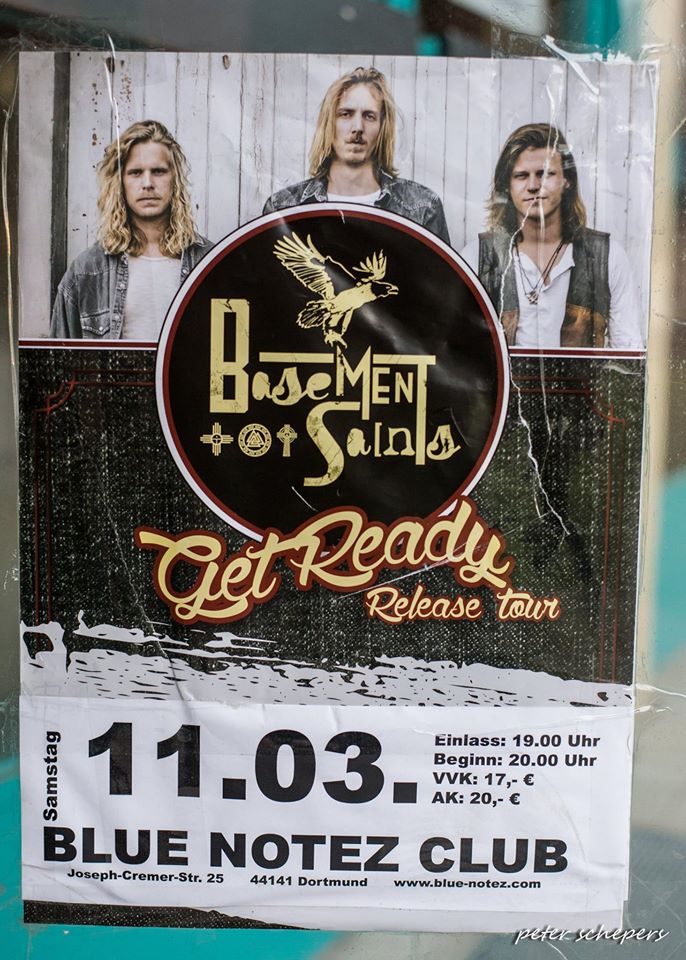 BaseMENT
SaInTs
Get Ready
Release tour
Samstag
11.03.
Einlass: 19.00 Uhr
Beginn: 20.00 Uhr
VVK: 17,- €
AK: 20,- €
BLUE NOTEZ CLUB
Joseph-Cremer-Str. 25 44141 Dortmund www.blue-notez.com
peter schepers